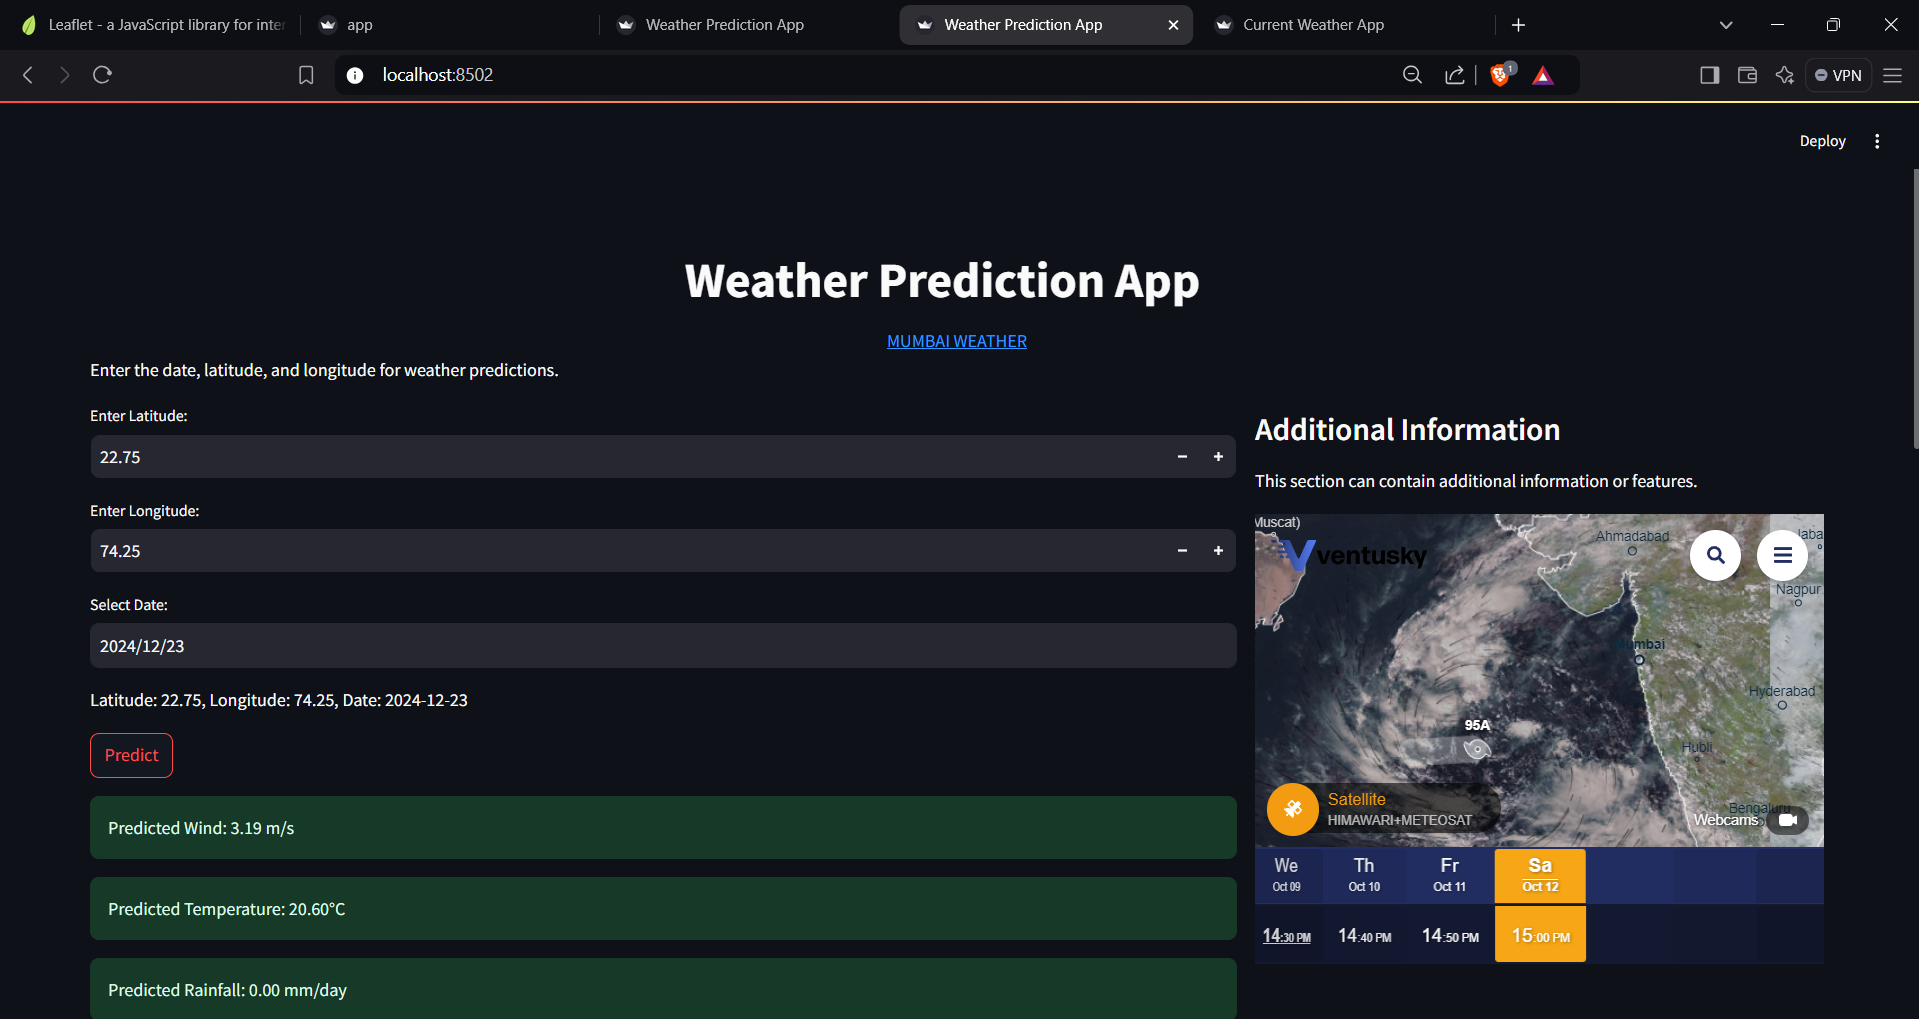 Leaflet - a JavaScript library for inter
app
Weather Prediction App
Weather Prediction App
Current Weather App
localhost:8502
1
VPN
Deploy
Weather Prediction App
MUMBAI WEATHER
Enter the date, latitude, and longitude for weather predictions.
Enter Latitude:
22.75
Enter Longitude:
74.25
Select Date:
2024/12/23
Latitude: 22.75, Longitude: 74.25, Date: 2024-12-23
Predict
Predicted Wind: 3.19 m/s
Predicted Temperature: 20.60°C
Predicted Rainfall: 0.00 mm/day
Additional Information
This section can contain additional information or features.
Muscat)
ventusky
Ahmadabad
Nagpur
Mumbai
Hyderabad
95A
Hubli
Bengaluru
Satellite
HIMAWARI+METEOSAT
Webcams
We Th Fr Sa
Oct 09 Oct 10 Oct 11 Oct 12
14:30 PM 14:40 PM 14:50 PM 15:00 PM